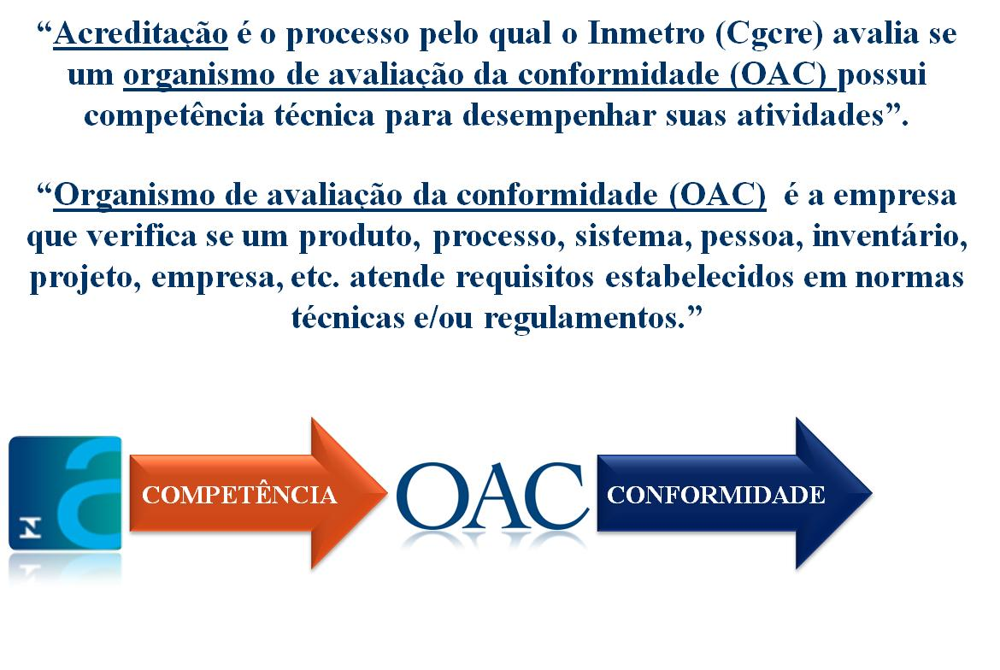 “Acreditação é o processo pelo qual o Inmetro (Cgcre) avalia se
um organismo de avaliação da conformidade (OAC) possui
competência técnica para desempenhar suas atividades”.
“Organismo de avaliação da conformidade (OAC) é a empresa
que verifica se um produto, processo, sistema, pessoa, inventário,
projeto, empresa, etc. atende requisitos estabelecidos em normas
técnicas e/ou regulamentos.”
COMPETÊNCIA
OAC
CONFORMIDADE